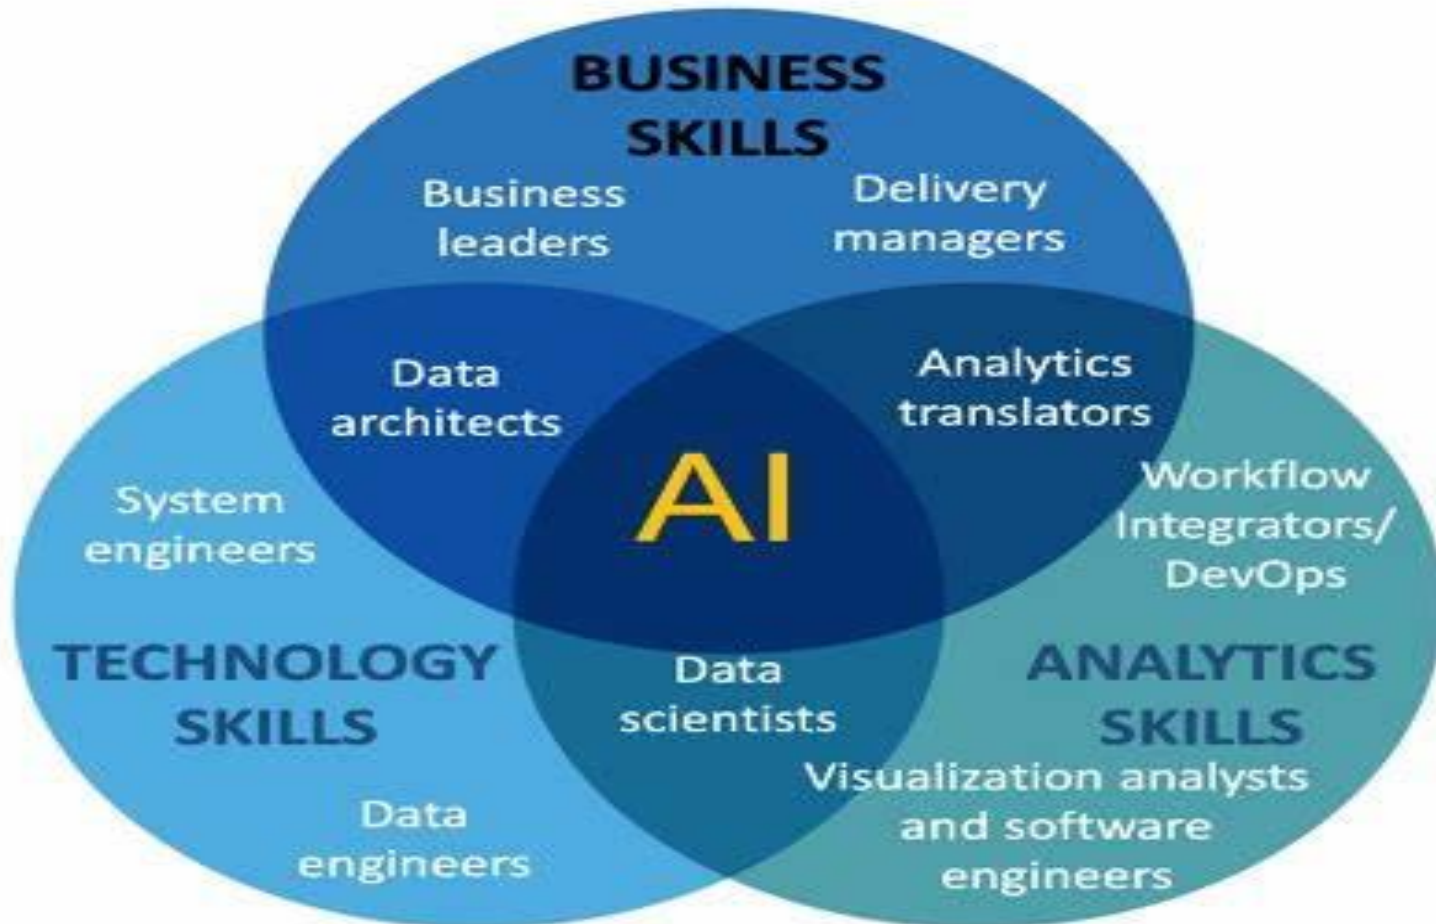 BUSINESS
SKILLS
Business
leaders
Delivery
managers
Data
architects
Analytics
translators
AI
System
engineers
Workflow
Integrators/
DevOps
TECHNOLOGY
SKILLS
Data
scientists
ANALYTICS
SKILLS
Data
engineers
Visualization analysts
and software
engineers